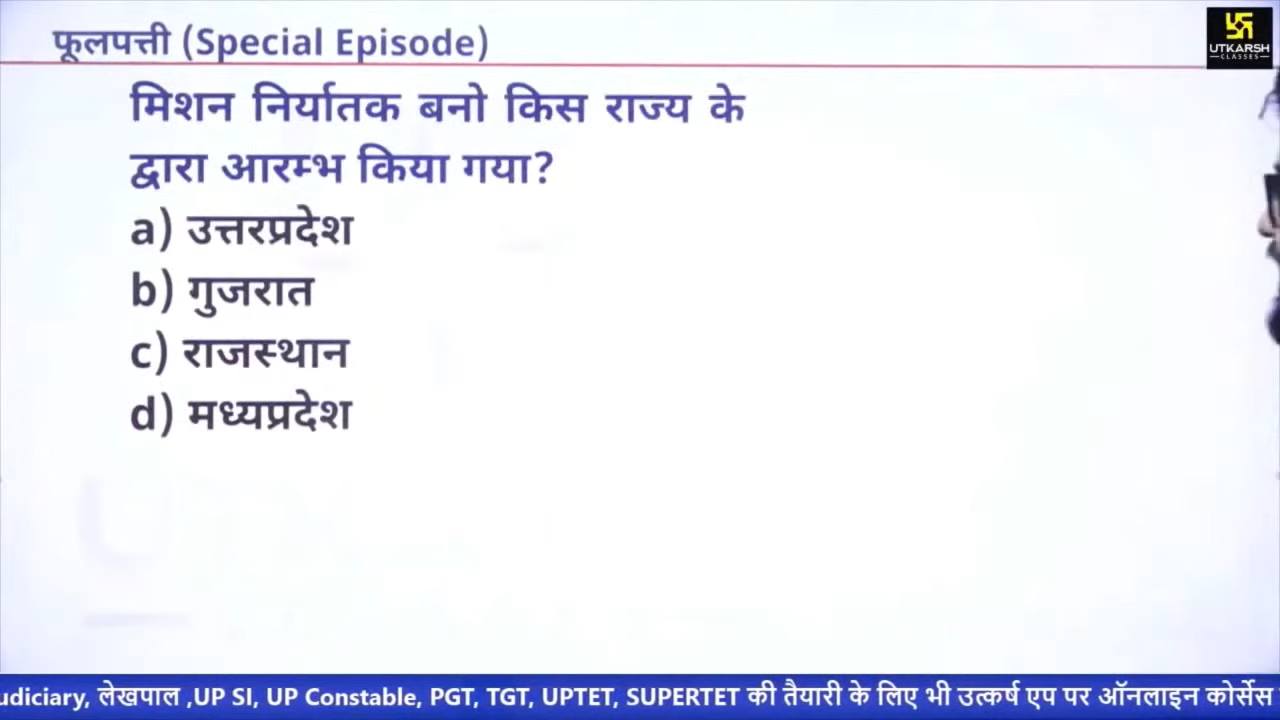 फूलपत्ती (Special Episode)
UTKARSH
CLASSES
मिशन निर्यातक बनो किस राज्य के
द्वारा आरम्भ किया गया?
a) उत्तरप्रदेश
b) गुजरात
c) राजस्थान
d) मध्यप्रदेश
udiciary, लेखपाल ,UP SI, UP Constable, PGT, TGT, UPTET, SUPERTET की तैयारी के लिए भी उत्कर्ष एप पर ऑनलाइन कोर्सेस